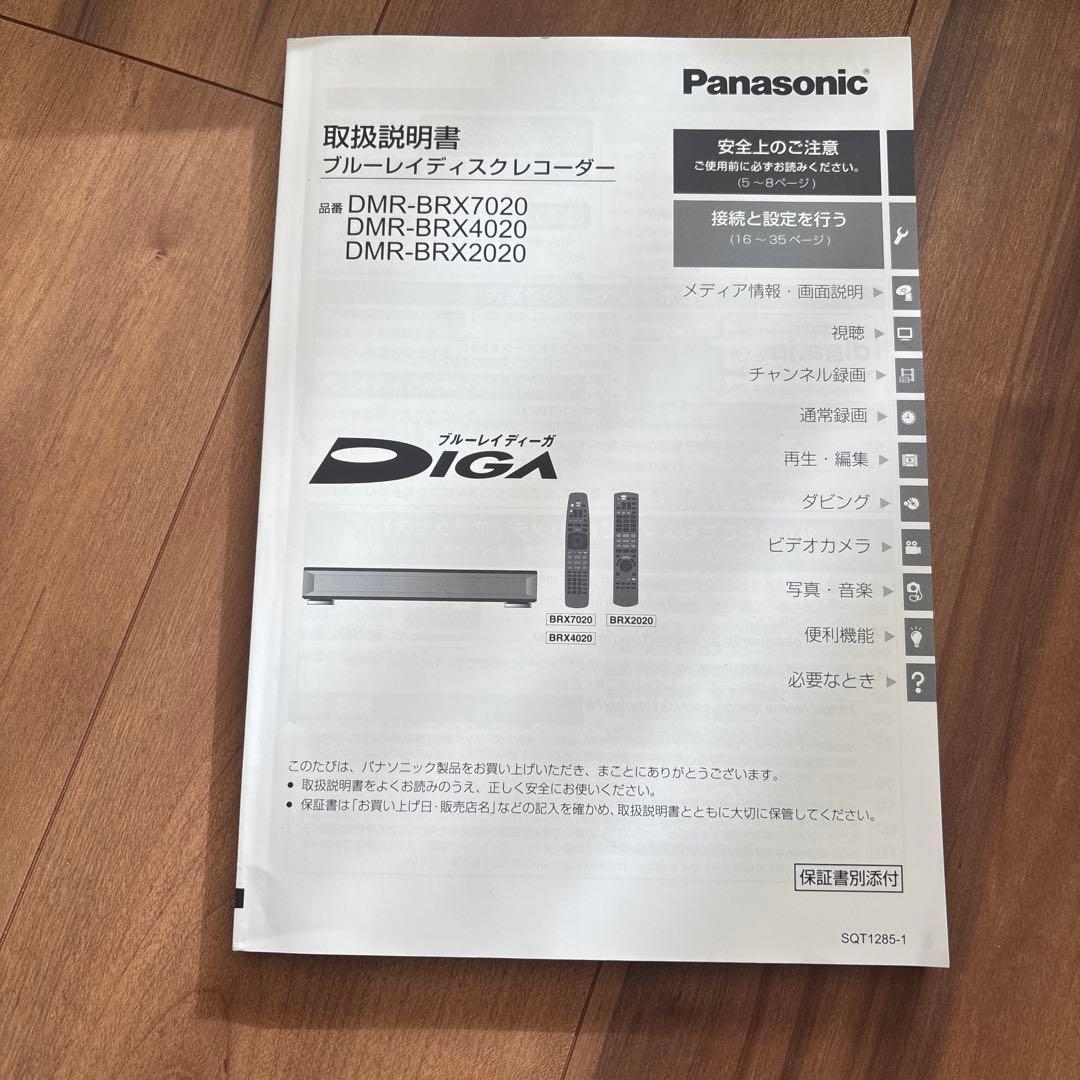 Panasonic®
取扱説明書
ブルーレイディスクレコーダー
品番 DMR-BRX7020
DMR-BRX4020
DMR-BRX2020
安全上のご注意
ご使用前に必ずお読みください。
(5～8ページ)
接続と設定を行う
(16～35ページ)
メディア情報・画面説明
視聴
チャンネル録画
通常録画
再生・編集
ダビング
ビデオカメラ
写真・音楽
便利機能
必要なとき
?
ブルーレイディーガ
DIGA
BRX7020
BRX4020
BRX2020
このたびは、パナソニック製品をお買い上げいただき、まことにありがとうございます。
● 取扱説明書をよくお読みのうえ、正しく安全にお使いください。
● 保証書は「お買い上げ日・販売店名」などの記入を確かめ、取扱説明書とともに大切に保管してください。
保証書別添付
SQT1285-1